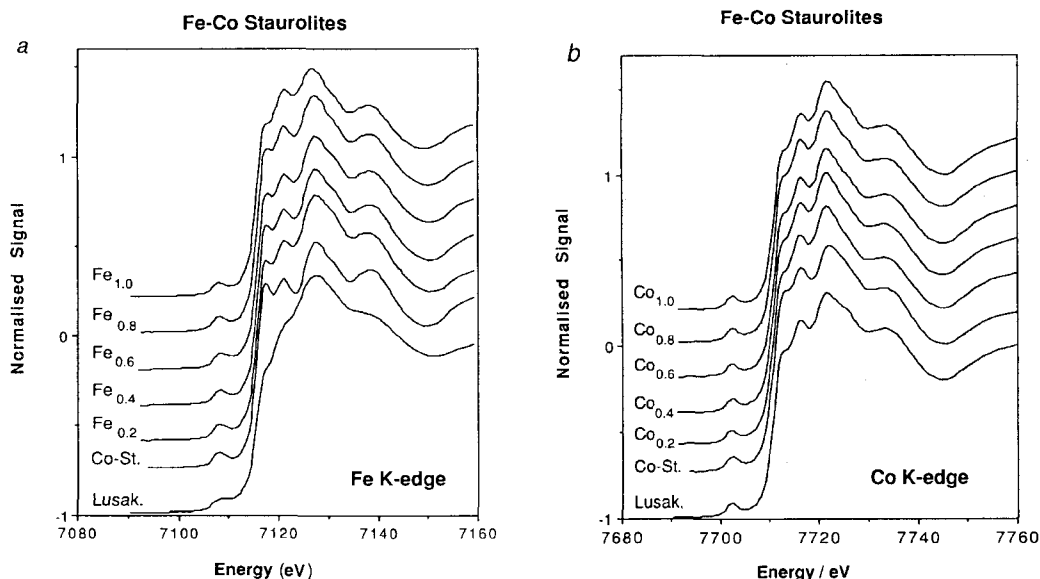 Fe-Co Staurolites
a
Normalised Signal
1
0
-1
Fe1.0
Fe0.8
Fe0.6
Fe0.4
Fe0.2
Co-St.
Lusak.
Fe K-edge
7080 7100 7120 7140 7160
Energy (eV)
Fe-Co Staurolites
b
Normalised Signal
1
0
-1
Co1.0
Co0.8
Co0.6
Co0.4
Co0.2
Co-St.
Lusak.
Co K-edge
7680 7700 7720 7740 7760
Energy / eV